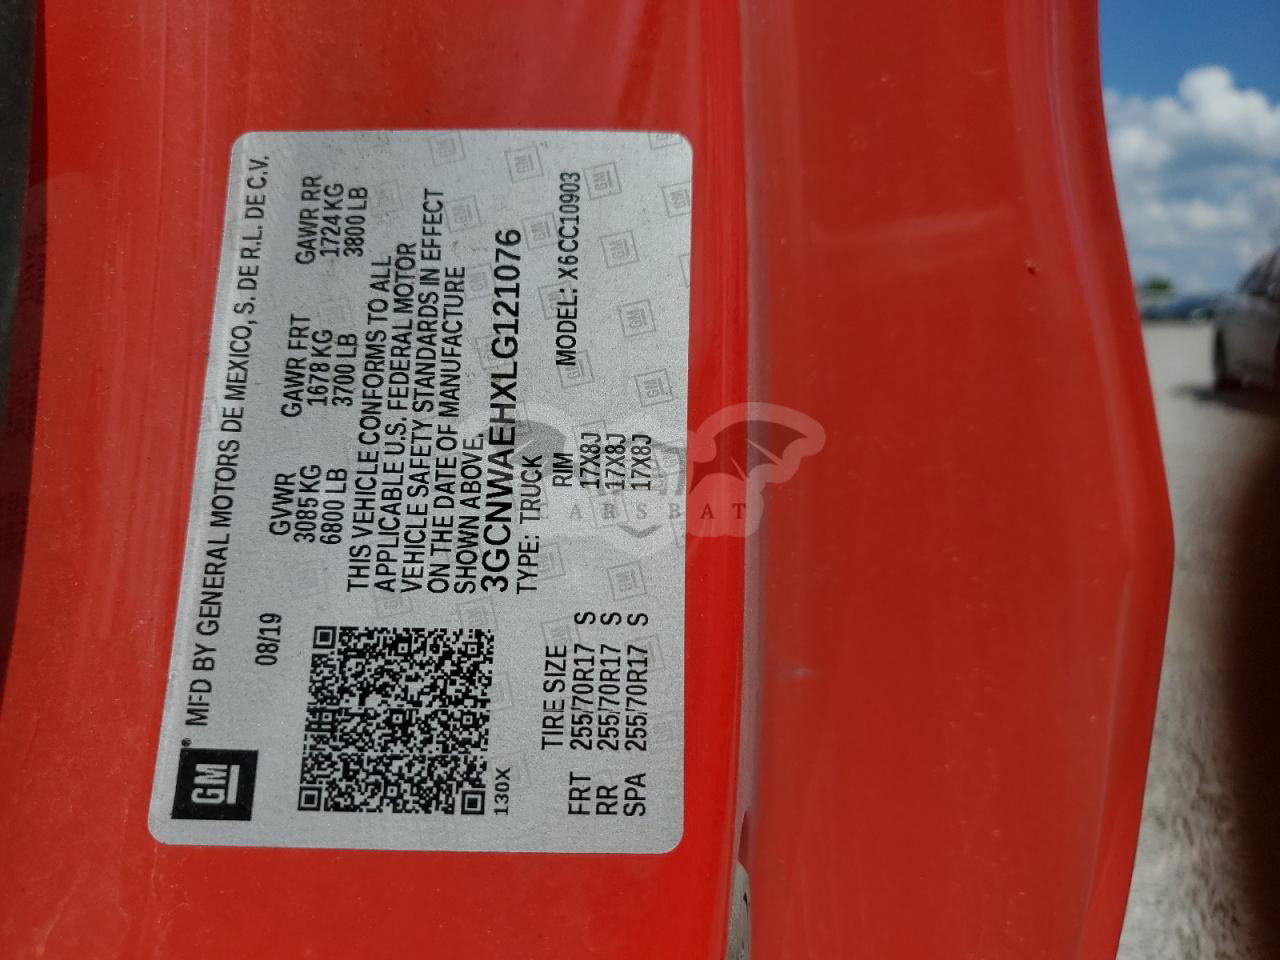 GM® MFD BY GENERAL MOTORS DE MEXICO, S. DE R.L. DE C.V.
08/19 GVWR GAWR FRT GAWR RR
3085 KG 1678 KG 1724 KG
6800 LB 3700 LB 3800 LB
THIS VEHICLE CONFORMS TO ALL
APPLICABLE U.S. FEDERAL MOTOR
VEHICLE SAFETY STANDARDS IN EFFECT
ON THE DATE OF MANUFACTURE
SHOWN ABOVE.
3GCNWAEHXLG121076
130X TYPE: TRUCK MODEL: X6CC10903
TIRE SIZE RIM
FRT 255/70R17 S 17X8J
RR 255/70R17 S 17X8J
SPA 255/70R17 S 17X8J
CARSBAT